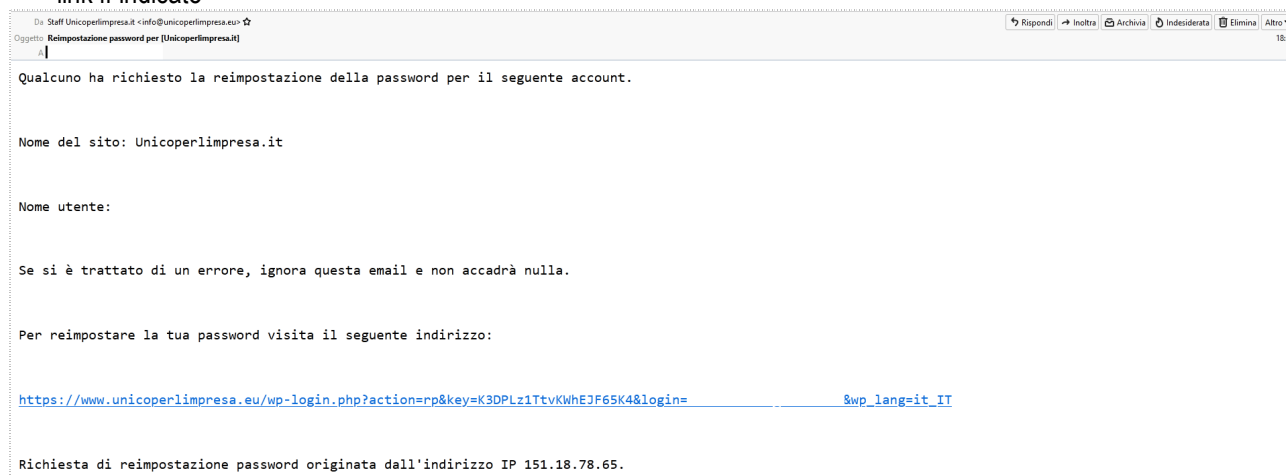 link lì indicato
Da Staff Unicoperlimpresa.it <info@unicoperlimpresa.eu>
Rispondi Inoltra Archivia Indesiderata Elimina Altro
Oggetto Reimpostazione password per [Unicoperlimpresa.it]
18:
A
Qualcuno ha richiesto la reimpostazione della password per il seguente account.
Nome del sito: Unicoperlimpresa.it
Nome utente:
Se si è trattato di un errore, ignora questa email e non accadrà nulla.
Per reimpostare la tua password visita il seguente indirizzo:
https://www.unicoperlimpresa.eu/wp-login.php?action=rp&key=K3DPLz1TtvKWhEJF65K4&login= &wp_lang=it_IT
Richiesta di reimpostazione password originata dall'indirizzo IP 151.18.78.65.